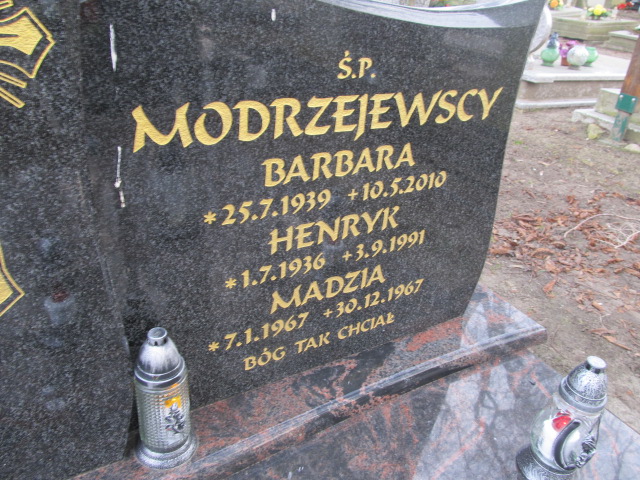 Ś.P.
MODRZEJEWSCY
BARBARA
*25.7.1939 +10.5.2010
HENRYK
*1.7.1936 +3.9.1991
MADZIA
*7.1.1967 +30.12.1967
BÓG TAK CHCIAŁ